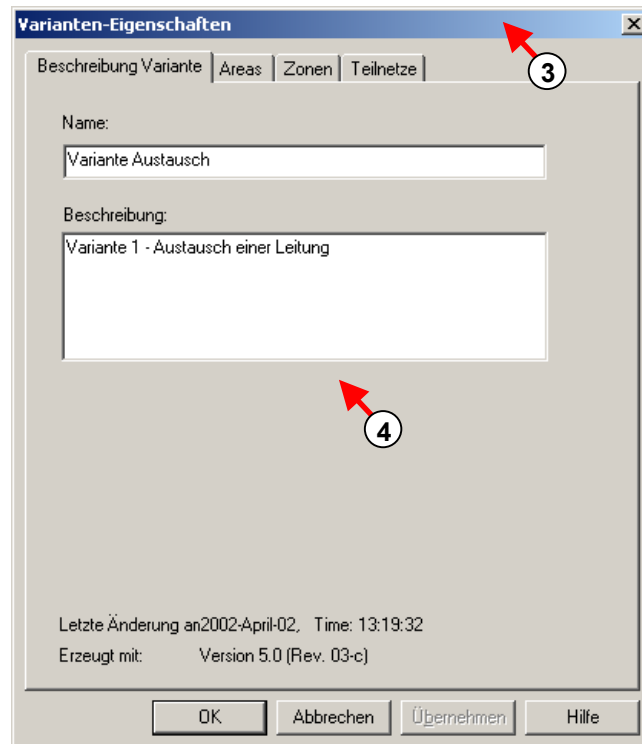 Varianten-Eigenschaften
3
Beschreibung Variante Areas Zonen Teilnetze
Name:
Variante Austausch
Beschreibung:
Variante 1 - Austausch einer Leitung
4
Letzte Änderung an2002-April-02, Time: 13:19:32
Erzeugt mit: Version 5.0 (Rev. 03-c)
OK Abbrechen Übernehmen Hilfe